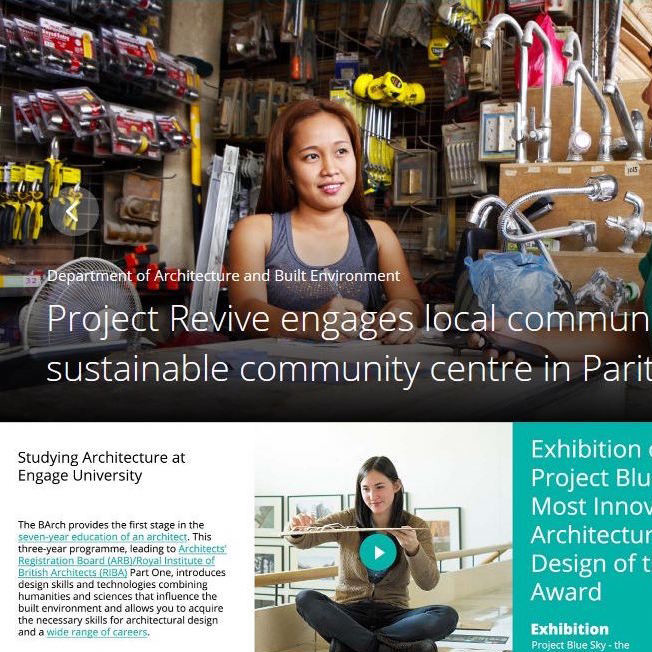 Department of Architecture and Built Environment
Project Revive engages local commun
sustainable community centre in Parit
Studying Architecture at
Engage University
The BArch provides the first stage in the
seven-year education of an architect. This
three-year programme, leading to Architects'
Registration Board (ARB)/Royal Institute of
British Architects (RIBA) Part One, introduces
design skills and technologies combining
humanities and sciences that influence the
built environment and allows you to acquire
the necessary skills for architectural design
and a wide range of careers.
Exhibition
Project Blu
Most Innov
Architectur
Design of t
Award
Exhibition
Project Blue Sky - the